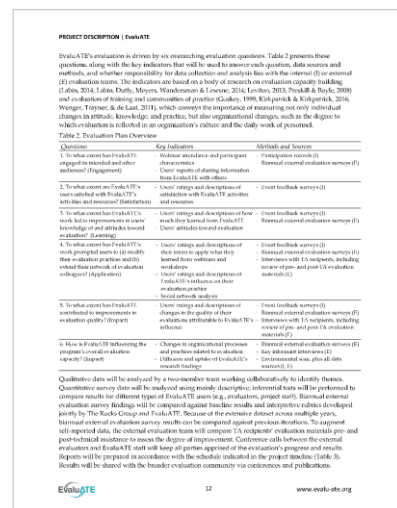 PROJECT DESCRIPTION | EvaluATE
EvaluATE's evaluation is driven by six overarching evaluation questions. Table 2 presents these
questions, along with the key indicators that will be used to answer each question, data sources and
methods, and whether responsibility for data collection and analysis lies with the internal (I) or external
(E) evaluation teams. The indicators are based on a body of research on evaluation capacity building
(Labin, 2014; Labin, Duffy, Meyers, Wandersman & Lesesne, 2016; Leviton, 2013; Preskill & Boyle, 2008)
and evaluation of training and communities of practice (Guskey, 1999; Kirkpatrick & Kirkpatrick, 2016;
Wenger, Trayner, & de Laat, 2011), which conveys the importance of measuring not only individual
changes in attitude, knowledge, and practice, but also organizational changes, such as the degree to
which evaluation is reflected in an organization's culture and the daily work of personnel.
Table 2. Evaluation Plan Overview
Questions Key Indicators Methods and Sources
1. To what extent has EvaluATE
engaged its intended and other
audiences? (Engagement)
- Webinar attendance and participant
characteristics
- Users' reports of sharing information
from EvaluATE with others
- Participation records (I)
- Biannual external evaluation surveys (E)
2. To what extent are EvaluATE's
users satisfied with EvaluATE's
activities and resources? (Satisfaction)
- Users' ratings and descriptions of
satisfaction with EvaluATE activities
and resources
- Event feedback surveys (I)
3. To what extent has EvaluATE's
work led to improvements in users'
knowledge of and attitudes toward
evaluation? (Learning)
- Users' ratings and descriptions of how
much they learned from EvaluATE
- Users' attitudes toward evaluation
- Event feedback surveys (I)
- Biannual external evaluation surveys (E)
4. To what extent has EvaluATE's
work prompted users to (a) modify
their evaluation practices and (b)
extend their network of evaluation
colleagues? (Application)
- Users' ratings and descriptions of
their intent to apply what they
learned from webinars and
workshops
- Users' ratings and descriptions of
EvaluATE's influence on their
evaluation practice
- Social network analysis
- Event feedback surveys (I)
- Biannual external evaluation surveys (E)
- Interviews with TA recipients, including
review of pre- and post-TA evaluation
materials (E)
5. To what extent has EvaluATE
contributed to improvements in
evaluation quality? (Impact)
- Users' ratings and descriptions of
changes in the quality of their
evaluations attributable to EvaluATE's
influence
- Event feedback surveys (I)
- Biannual external evaluation surveys (E)
- Interviews with TA recipients, including
review of pre- and post-TA evaluation
materials (E)
6. How is EvaluATE influencing the
program's overall evaluation
capacity? (Impact)
- Changes in organizational processes
and practices related to evaluation
- Diffusion and uptake of EvaluATE's
research findings
- Biannual external evaluation surveys (E)
- Key informant interviews (E)
- Environmental scan, plus all data
sources (I, E)
Qualitative data will be analyzed by a two-member team working collaboratively to identify themes.
Quantitative survey data will be analyzed using mainly descriptive; inferential tests will be performed to
compare results for different types of EvaluATE users (e.g., evaluators, project staff). Biannual external
evaluation survey findings will be compared against baseline results and interpretive rubrics developed
jointly by The Rucks Group and EvaluATE. Because of the extensive dataset across multiple years,
biannual external evaluation survey results can be compared against previous iterations. To augment
self-reported data, the external evaluation team will compare TA recipients' evaluation materials pre- and
post-technical assistance to assess the degree of improvement. Conference calls between the external
evaluators and EvaluATE staff will keep all parties apprised of the evaluation's progress and results.
Reports will be prepared in accordance with the schedule indicated in the project timeline (Table 3).
Results will be shared with the broader evaluation community via conferences and publications.
EvaluATE 12 www.evalu-ate.org